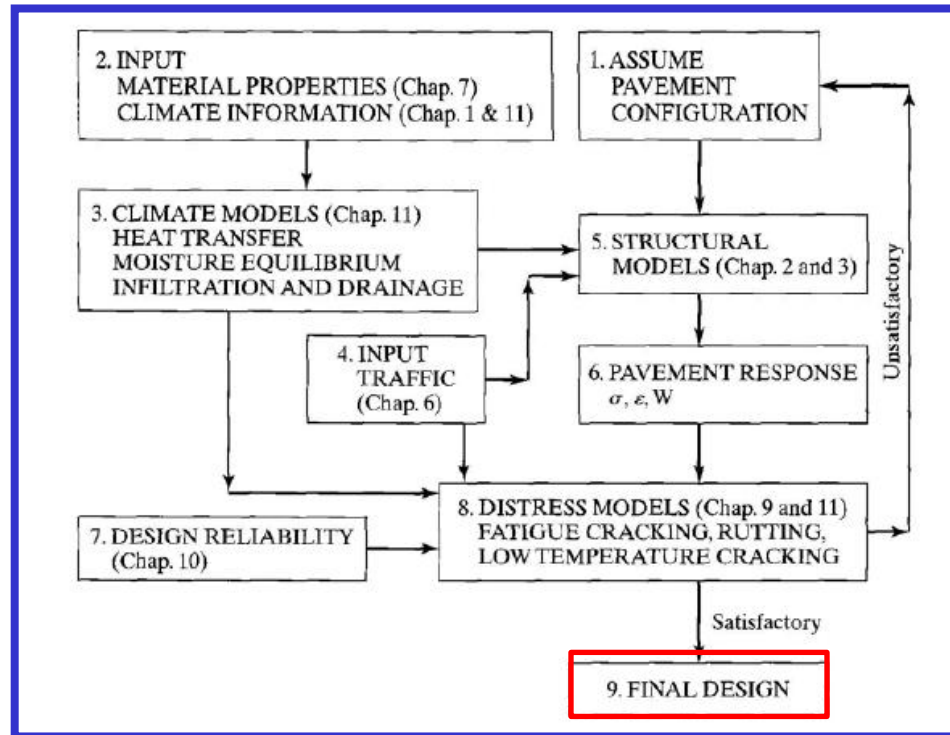 2. INPUT
MATERIAL PROPERTIES (Chap. 7)
CLIMATE INFORMATION (Chap. 1 & 11)
1. ASSUME
PAVEMENT
CONFIGURATION
3. CLIMATE MODELS (Chap. 11)
HEAT TRANSFER
MOISTURE EQUILIBRIUM
INFILTRATION AND DRAINAGE
5. STRUCTURAL
MODELS (Chap. 2 and 3)
4. INPUT
TRAFFIC
(Chap. 6)
6. PAVEMENT RESPONSE
σ, ε, W
Unsatisfactory
7. DESIGN RELIABILITY
(Chap. 10)
8. DISTRESS MODELS (Chap. 9 and 11)
FATIGUE CRACKING, RUTTING,
LOW TEMPERATURE CRACKING
Satisfactory
9. FINAL DESIGN